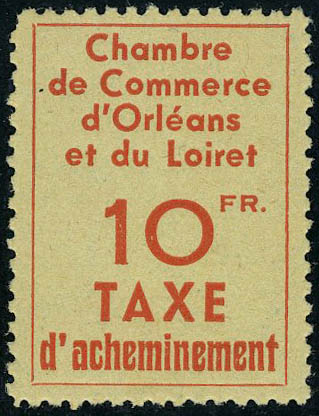 Chambre
de Commerce
d'Orléans
et du Loiret
10 FR.
TAXE
d'acheminement